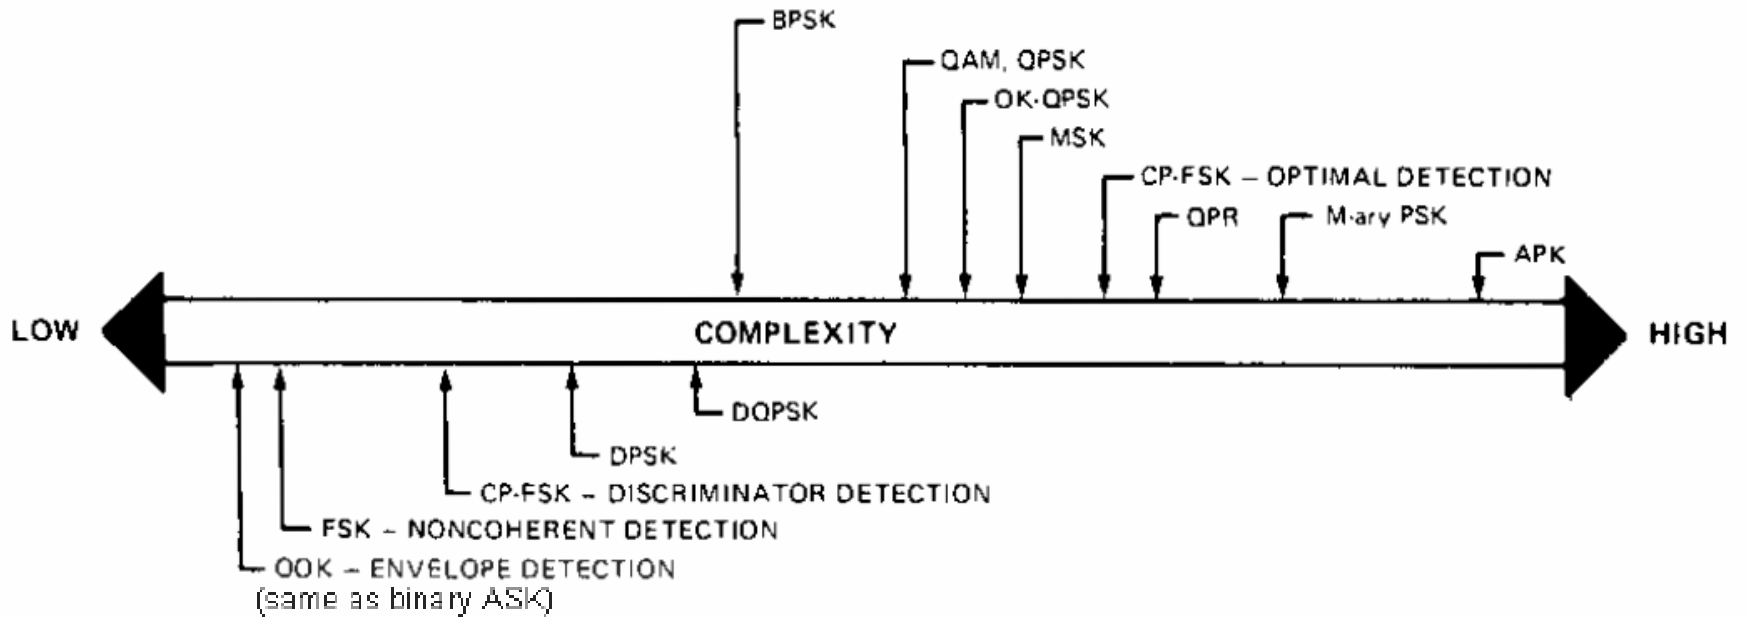 BPSK
QAM, QPSK
OK-QPSK
MSK
CP-FSK – OPTIMAL DETECTION
QPR
M-ary PSK
APK
LOW
COMPLEXITY
HIGH
DQPSK
DPSK
CP-FSK – DISCRIMINATOR DETECTION
FSK – NONCOHERENT DETECTION
OOK – ENVELOPE DETECTION
(same as binary ASK)